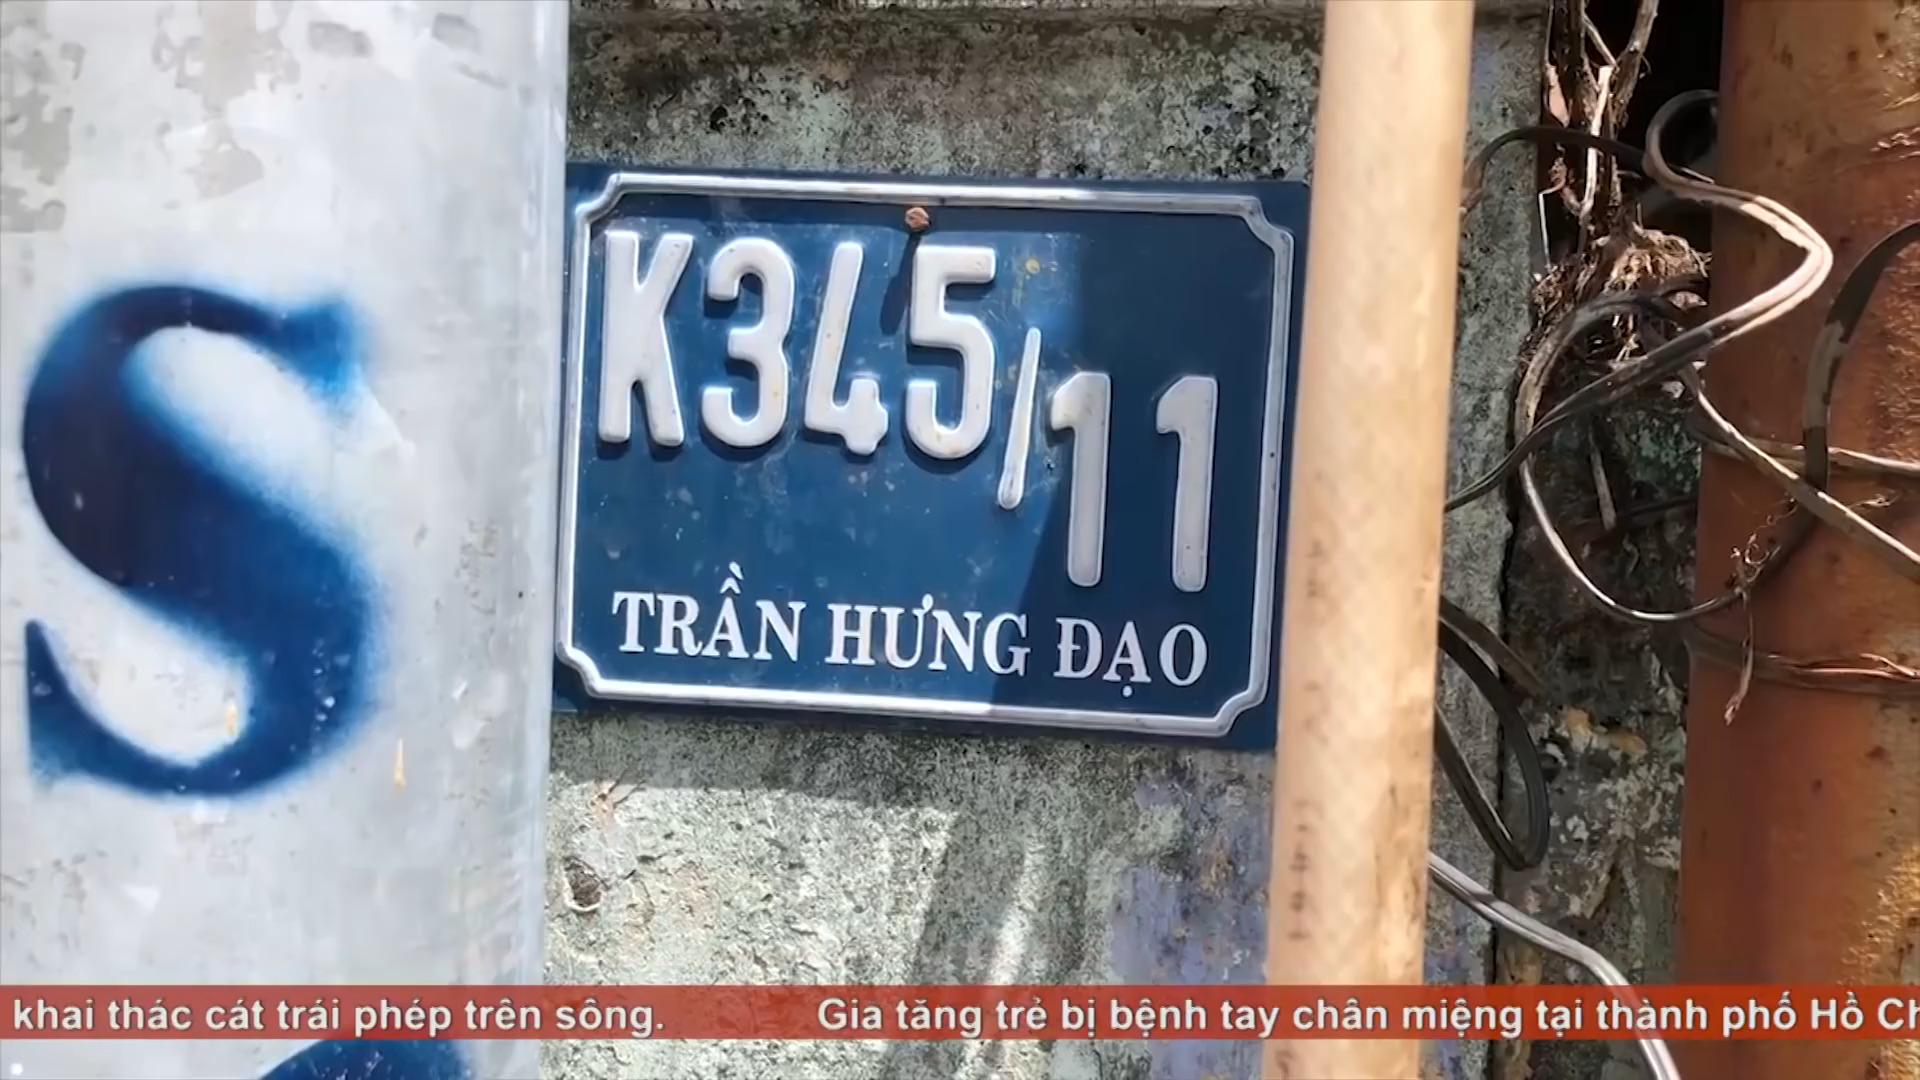 S
K345/11
TRẦN HƯNG ĐẠO
khai thác cát trái phép trên sông. Gia tăng trẻ bị bệnh tay chân miệng tại thành phố Hồ Ch